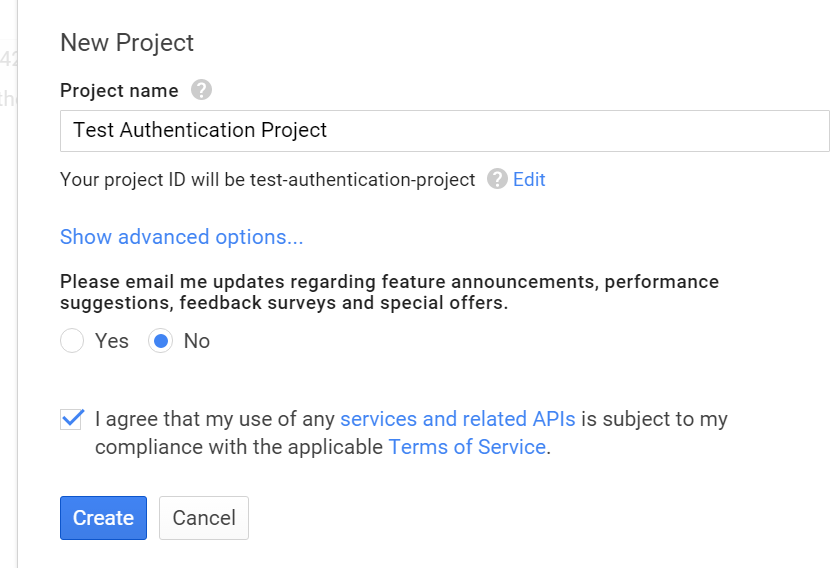 New Project
Project name ?
Test Authentication Project
Your project ID will be test-authentication-project ? Edit
Show advanced options...
Please email me updates regarding feature announcements, performance
suggestions, feedback surveys and special offers.
Yes No
I agree that my use of any services and related APIs is subject to my
compliance with the applicable Terms of Service.
Create Cancel